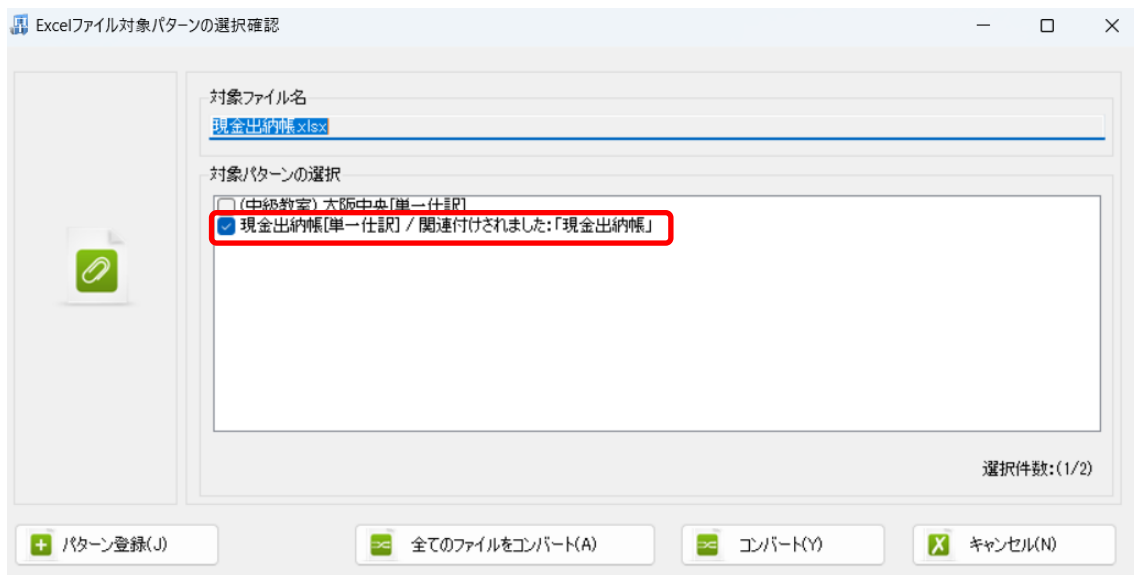 Excelファイル対象パターンの選択確認
対象ファイル名
現金出納帳.xlsx
対象パターンの選択
(中級教室) 大阪中央[単一仕訳]
現金出納帳[単一仕訳] / 関連付けされました:「現金出納帳」
選択件数:(1/2)
パターン登録(J)
全てのファイルをコンバート(A)
コンバート(Y)
キャンセル(N)